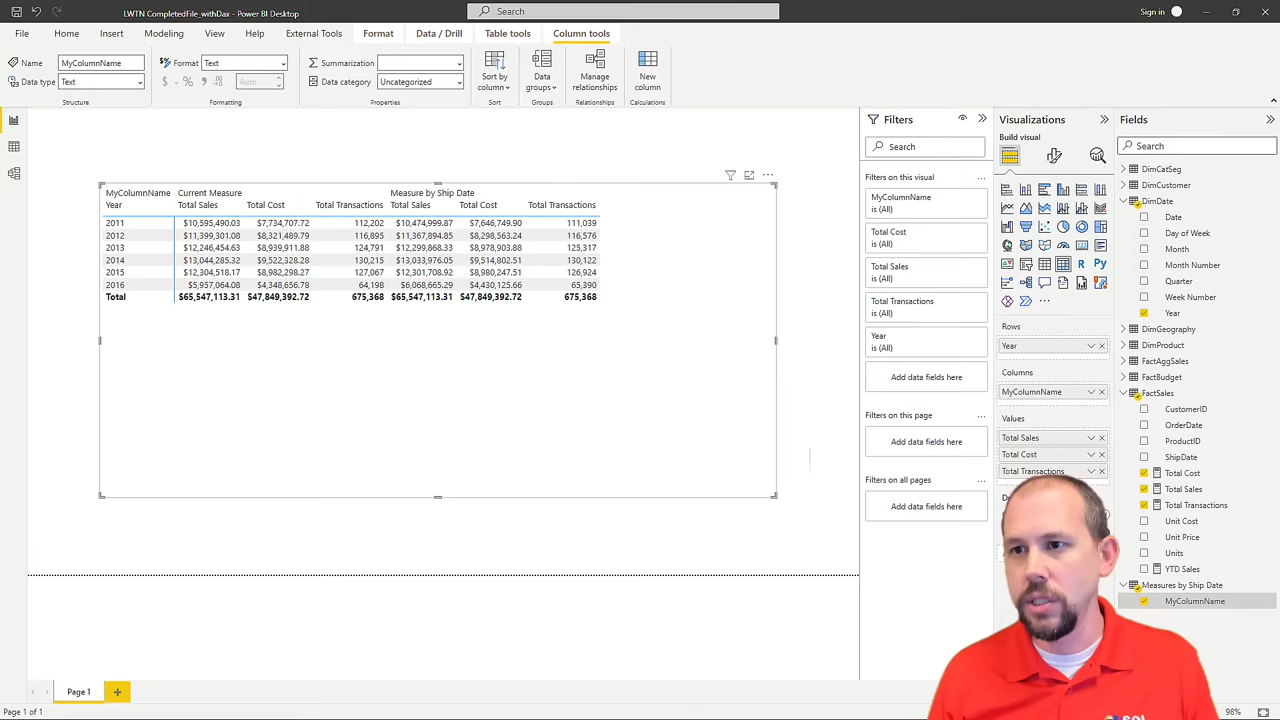 LWTN CompletedFile_withDax - Power BI Desktop
Search
Sign in
File Home Insert Modeling View Help External Tools Format Data / Drill Table tools Column tools
Name MyColumnName
Data type Text
Structure
Format Text
$ % Auto
Formatting
Summarization
Data category Uncategorized
Properties
Sort by column
Sort
Data groups
Groups
Manage relationships
Relationships
New column
Calculations
MyColumnName Current Measure Measure by Ship Date
Year Total Sales Total Cost Total Transactions Total Sales Total Cost Total Transactions
2011 $10,595,490.03 $7,734,707.72 112,202 $10,474,999.87 $7,646,749.90 111,039
2012 $11,399,301.08 $8,321,489.79 116,895 $11,367,894.85 $8,298,563.24 116,576
2013 $12,246,454.63 $8,939,911.88 124,791 $12,299,868.33 $8,978,903.88 125,317
2014 $13,044,285.32 $9,522,328.28 130,215 $13,033,976.05 $9,514,802.51 130,122
2015 $12,304,518.17 $8,982,298.27 127,067 $12,301,708.92 $8,980,247.51 126,924
2016 $5,957,064.08 $4,348,656.78 64,198 $6,068,665.29 $4,430,125.66 65,390
Total $65,547,113.31 $47,849,392.72 675,368 $65,547,113.31 $47,849,392.72 675,368
Filters
Search
Filters on this visual
MyColumnName
is (All)
Total Cost
is (All)
Total Sales
is (All)
Total Transactions
is (All)
Year
is (All)
Add data fields here
Filters on this page
Add data fields here
Filters on all pages
Add data fields here
Visualizations
Build visual
R Py
Rows
Year
Columns
MyColumnName
Values
Total Sales
Total Cost
Total Transactions
Fields
Search
DimCatSeg
DimCustomer
DimDate
Date
Day of Week
Month
Month Number
Quarter
Week Number
Year
DimGeography
DimProduct
FactAggSales
FactBudget
FactSales
CustomerID
OrderDate
ProductID
ShipDate
Total Cost
Total Sales
Total Transactions
Unit Cost
Unit Price
Units
YTD Sales
Measures by Ship Date
MyColumnName
Page 1
Page 1 of 1
98%